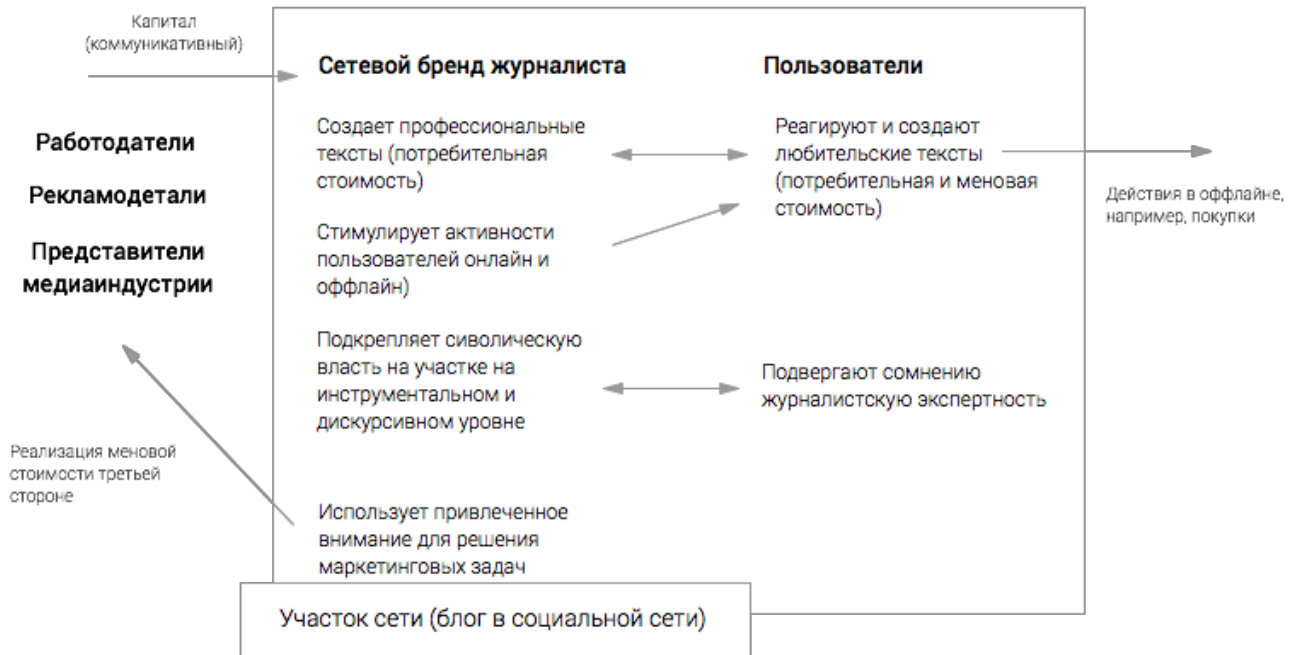 Капитал
(коммуникативный)
Работодатели
Рекламодетали
Представители
медиаиндустрии
Реализация меновой
стоимости третьей
стороне
Сетевой бренд журналиста
Создает профессиональные
тексты (потребительная
стоимость)
Стимулирует активности
пользователей онлайн и
оффлайн)
Подкрепляет сиволическую
власть на участке на
инструментальном и
дискурсивном уровне
Использует привлеченное
внимание для решения
маркетинговых задач
Пользователи
Реагируют и создают
любительские тексты
(потребительная и меновая
стоимость)
Подвергают сомнению
журналистскую экспертность
Действия в оффлайне,
например, покупки
Участок сети (блог в социальной сети)